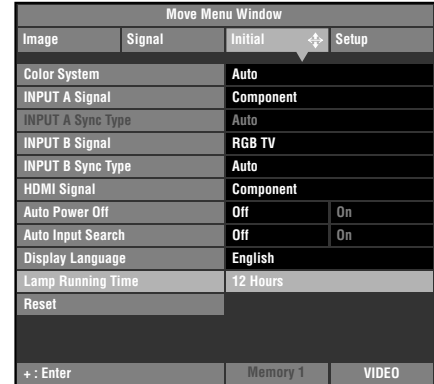 Move Menu Window
Image Signal Initial Setup
Color System Auto
INPUT A Signal Component
INPUT A Sync Type Auto
INPUT B Signal RGB TV
INPUT B Sync Type Auto
HDMI Signal Component
Auto Power Off Off On
Auto Input Search Off On
Display Language English
Lamp Running Time 12 Hours
Reset
+ : Enter Memory 1 VIDEO